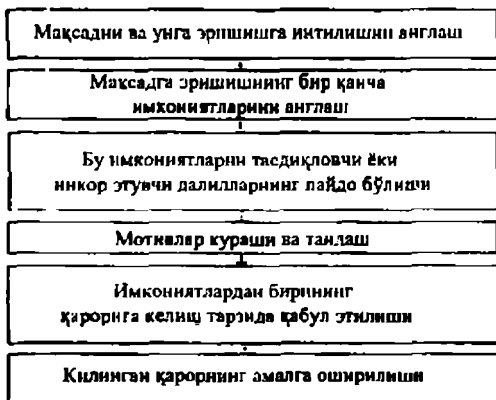 Мақсадни ва унга эришишга интилишни англаш
Мақсадга эришишнинг бир қанча
имкониятларини англаш
Бу имкониятларни тасдиқловчи ёки
инкор этувчи далилларнинг пайдо бўлиши
Мотивлар кураши ва танлаш
Имкониятлардан бирининг
қарорига келиш тарзида қабул этилиши
Қилинган қарорнинг амалга оширилиши